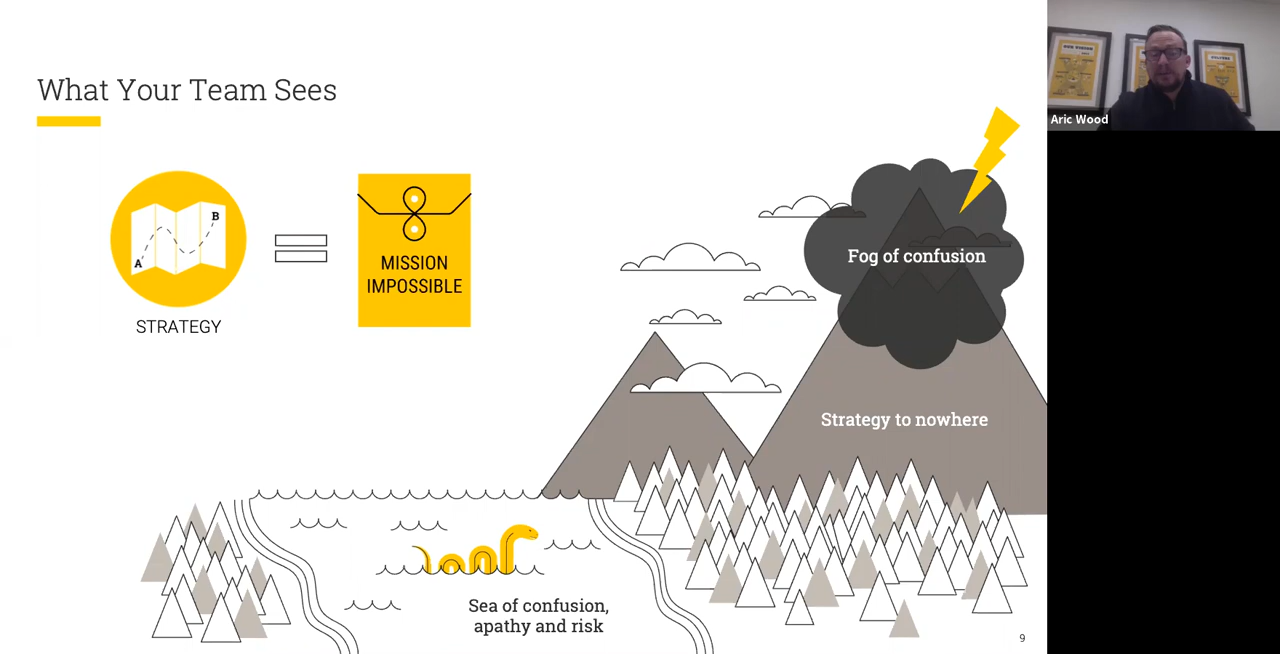 What Your Team Sees
A
B
STRATEGY
MISSION
IMPOSSIBLE
Fog of confusion
Strategy to nowhere
Sea of confusion,
apathy and risk
9
Aric Wood